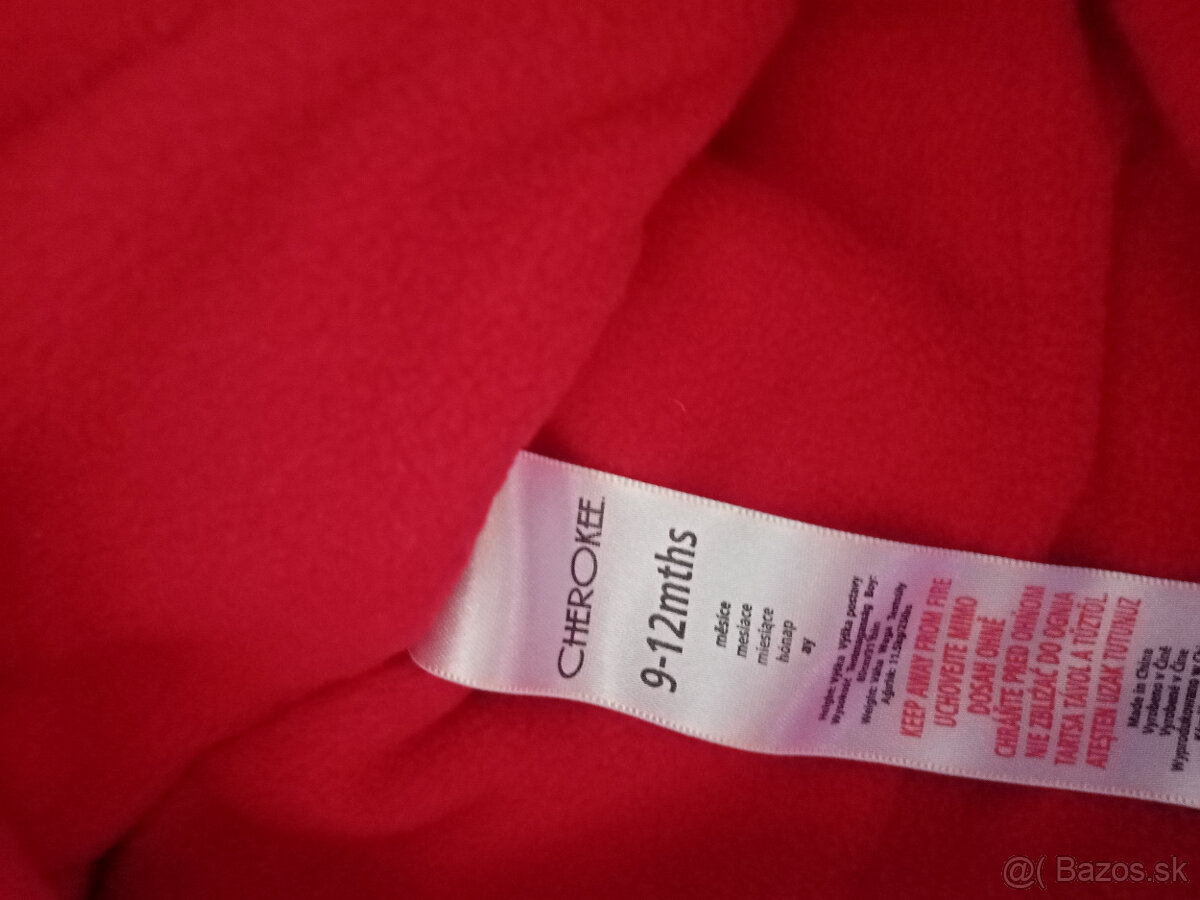 CHEROKEE
9-12mths
měsíce
mesiace
miesiące
hónap
ay
KEEP AWAY FROM FIRE
UCHOVEJTE MIMO
DOSAH OHNĚ
CHRÁŇTE PRED OHŇOM
NIE ZBLIŻAĆ DO OGNIA
TARTSA TÁVOL A TŰZTŐL
ATEŞTEN UZAK TUTUNUZ
Made in China
Vyrobeno v Číně
Vyrobené v Číne
@( Bazos.sk